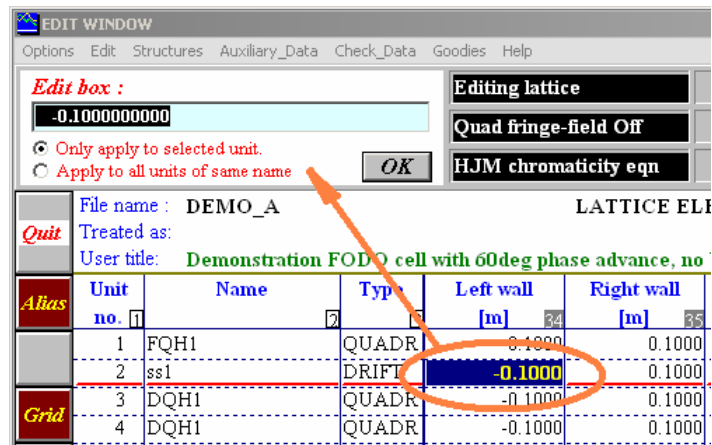 EDIT WINDOW
Options Edit Structures Auxiliary_Data Check_Data Goodies Help
Edit box :
-0.1000000000
Only apply to selected unit.
Apply to all units of same name
OK
Editing lattice
Quad fringe-field Off
HJM chromaticity eqn
Quit
Alias
Grid
File name : DEMO_A LATTICE
Treated as:
User title: Demonstration FODO cell with 60deg phase advance, no
Unit Name Type Left wall Right wall
no. 1 2 [m] 34 [m] 35
1 FQH1 QUADR 0.1000 0.1000
2 ss1 DRIFT -0.1000 0.1000
3 DQH1 QUADR -0.1000 0.1000
4 DQH1 QUADR -0.1000 0.1000